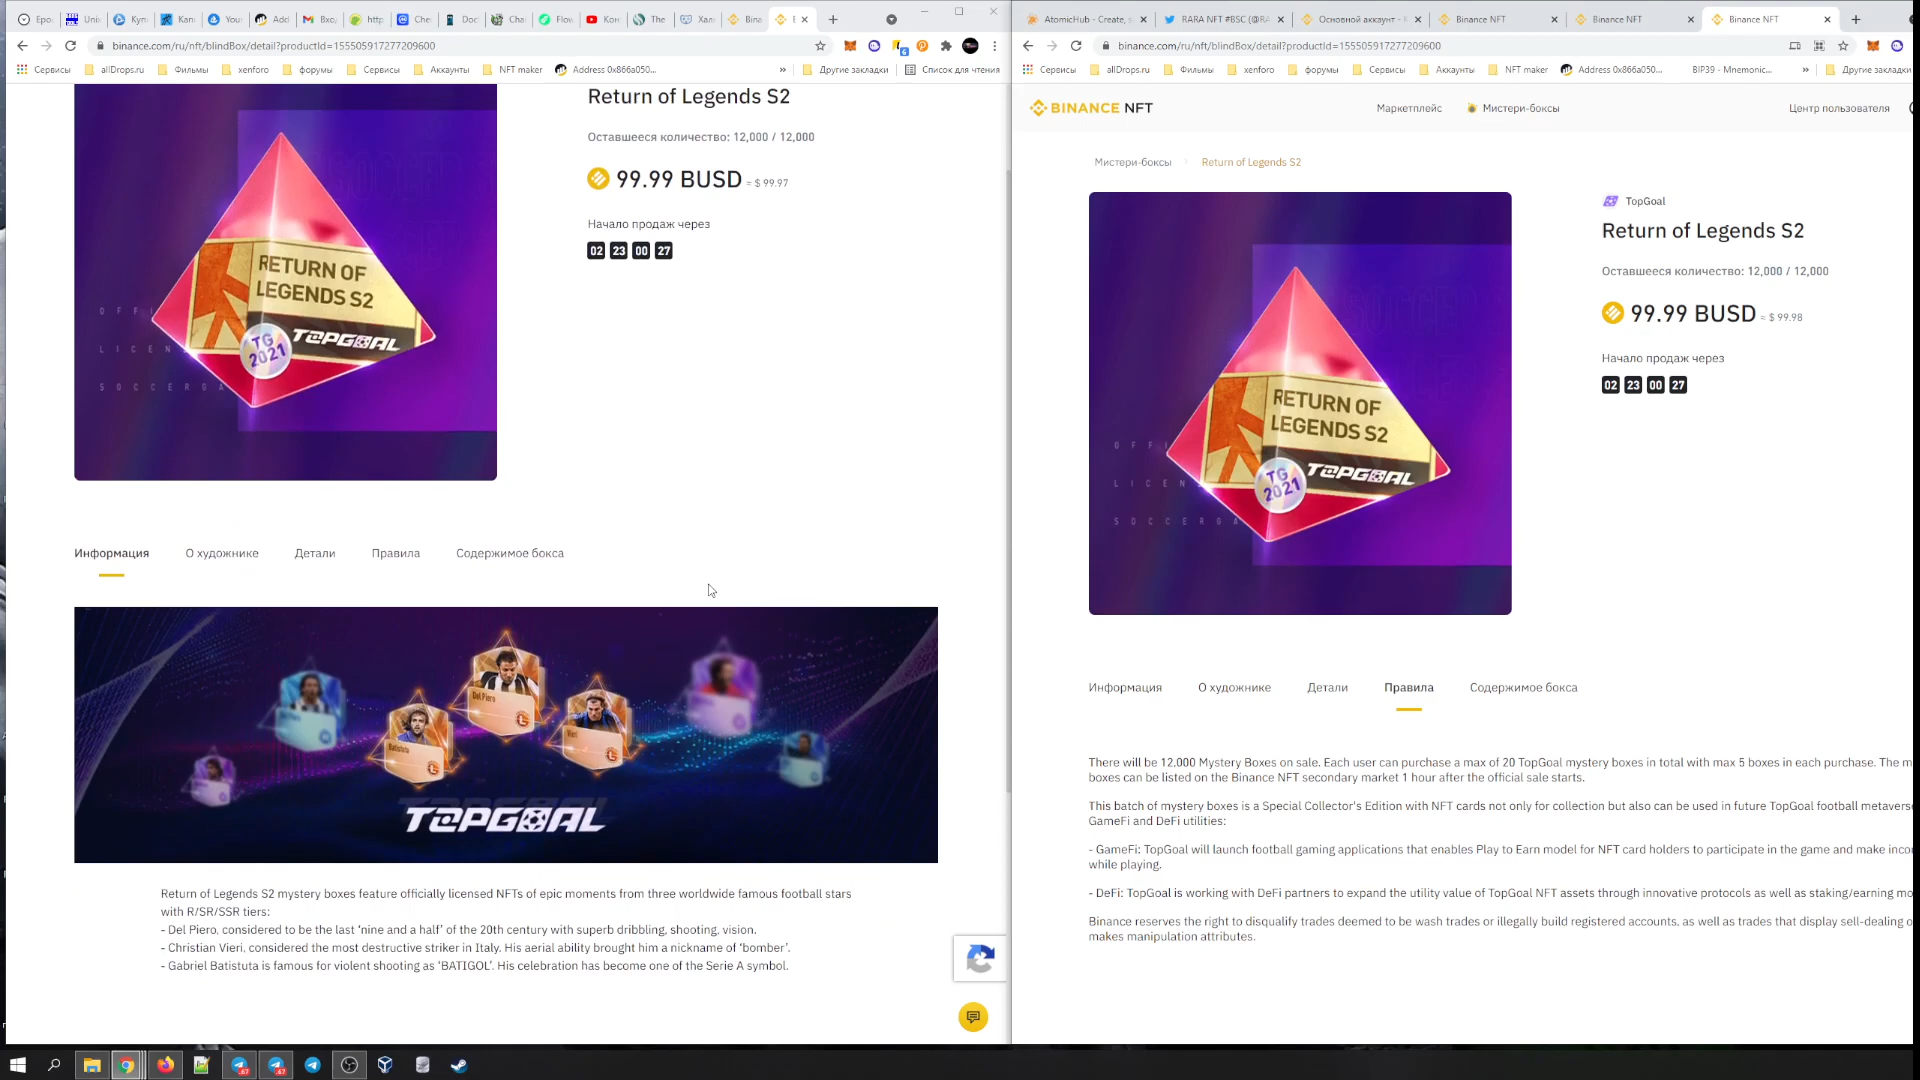 Kyn
Kan
You
Add
Вхо
http
Che
Doc
Cha
Flov
Кон
The
Хал
Bina
binance.com/ru/nft/blindBox/detail?productId=155505917277209600
Сервисы
allDrops.ru
Фильмы
xenforo
форумы
Сервисы
Аккаунты
NFT maker
Address 0x866a050...
»
Другие закладки
Список для чтения
Return of Legends S2
Оставшееся количество: 12,000 / 12,000
99.99 BUSD ≈ $ 99.97
Начало продаж через
02 23 00 27
RETURN OF
LEGENDS S2
TOPGOAL
TG
2021
Информация
О художнике
Детали
Правила
Содержимое бокса
Del Piero
Batistuta
Vieri
TOPGOAL
Return of Legends S2 mystery boxes feature officially licensed NFTs of epic moments from three worldwide famous football stars
with R/SR/SSR tiers:
- Del Piero, considered to be the last ‘nine and a half’ of the 20th century with superb dribbling, shooting, vision.
- Christian Vieri, considered the most destructive striker in Italy. His aerial ability brought him a nickname of ‘bomber’.
- Gabriel Batistuta is famous for violent shooting as ‘BATIGOL’. His celebration has become one of the Serie A symbol.
AtomicHub - Create, s
RARA NFT #BSC (@RA
Основной аккаунт - K
Binance NFT
Binance NFT
Binance NFT
binance.com/ru/nft/blindBox/detail?productId=155505917277209600
Сервисы
allDrops.ru
Фильмы
xenforo
форумы
Сервисы
Аккаунты
NFT maker
Address 0x866a050...
BIP39 - Mnemonic...
»
Другие закладки
BINANCE NFT
Маркетплейс
Мистери-боксы
Центр пользователя
Мистери-боксы
Return of Legends S2
TopGoal
Return of Legends S2
Оставшееся количество: 12,000 / 12,000
99.99 BUSD ≈ $ 99.98
Начало продаж через
02 23 00 27
RETURN OF
LEGENDS S2
TOPGOAL
TG
2021
Информация
О художнике
Детали
Правила
Содержимое бокса
There will be 12,000 Mystery Boxes on sale. Each user can purchase a max of 20 TopGoal mystery boxes in total with max 5 boxes in each purchase. The m
boxes can be listed on the Binance NFT secondary market 1 hour after the official sale starts.
This batch of mystery boxes is a Special Collector's Edition with NFT cards not only for collection but also can be used in future TopGoal football metavers
GameFi and DeFi utilities:
- GameFi: TopGoal will launch football gaming applications that enables Play to Earn model for NFT card holders to participate in the game and make inco
while playing.
- DeFi: TopGoal is working with DeFi partners to expand the utility value of TopGoal NFT assets through innovative protocols as well as staking/earning mo
Binance reserves the right to disqualify trades deemed to be wash trades or illegally build registered accounts, as well as trades that display sell-dealing o
makes manipulation attributes.